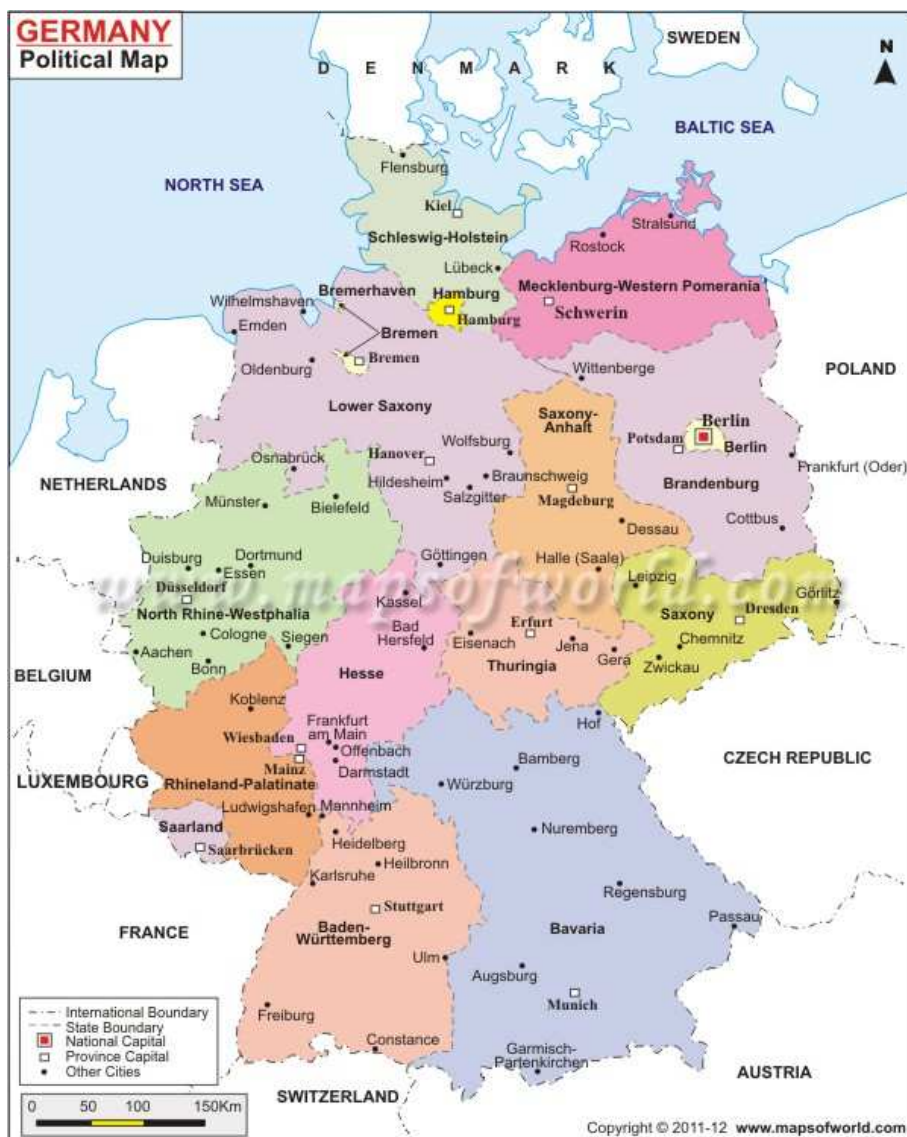 GERMANY
Political Map
SWEDEN
D E N M A R K
N
BALTIC SEA
NORTH SEA
Flensburg
Kiel
Schleswig-Holstein
Stralsund
Rostock
Lübeck
Mecklenburg-Western Pomerania
Bremerhaven
Hamburg
Wilhelmshaven
Hamburg
Schwerin
Emden
Bremen
Oldenburg
Bremen
Wittenberge
POLAND
Lower Saxony
Saxony-
Anhalt
Berlin
Wolfsburg
Potsdam
Berlin
Hanover
Osnabrück
Frankfurt (Oder)
NETHERLANDS
Hildesheim
Braunschweig
Salzgitter
Magdeburg
Brandenburg
Münster
Bielefeld
Dessau
Cottbus
Duisburg
Dortmund
Göttingen
Halle (Saale)
Essen
Leipzig
www.mapsofworld.com
Düsseldorf
Kassel
Görlitz
North Rhine-Westphalia
Saxony
Dresden
Bad
Hersfeld
Erfurt
Cologne
Siegen
Eisenach
Jena
Chemnitz
Aachen
Gera
Zwickau
Bonn
Thuringia
BELGIUM
Hesse
Koblenz
Frankfurt
am Main
Hof
Wiesbaden
Offenbach
CZECH REPUBLIC
Mainz
Darmstadt
Bamberg
LUXEMBOURG
Rhineland-Palatinate
Würzburg
Ludwigshafen
Mannheim
Saarland
Nuremberg
Saarbrücken
Heidelberg
Heilbronn
Karlsruhe
Regensburg
Stuttgart
Passau
FRANCE
Baden-
Württemberg
Bavaria
Ulm
Augsburg
Munich
Freiburg
Constance
Garmisch-
Partenkirchen
SWITZERLAND
AUSTRIA
International Boundary
State Boundary
National Capital
Province Capital
Other Cities
0 50 100 150Km
Copyright © 2011-12 www.mapsofworld.com